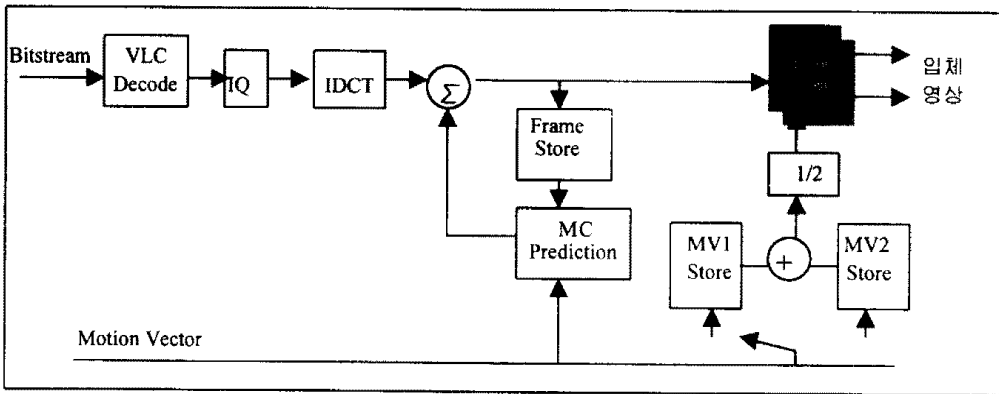 Bitstream
VLC
Decode
IQ
IDCT
Σ
Frame
Store
MC
Prediction
입체
영상
1/2
MV1
Store
+
MV2
Store
Motion Vector